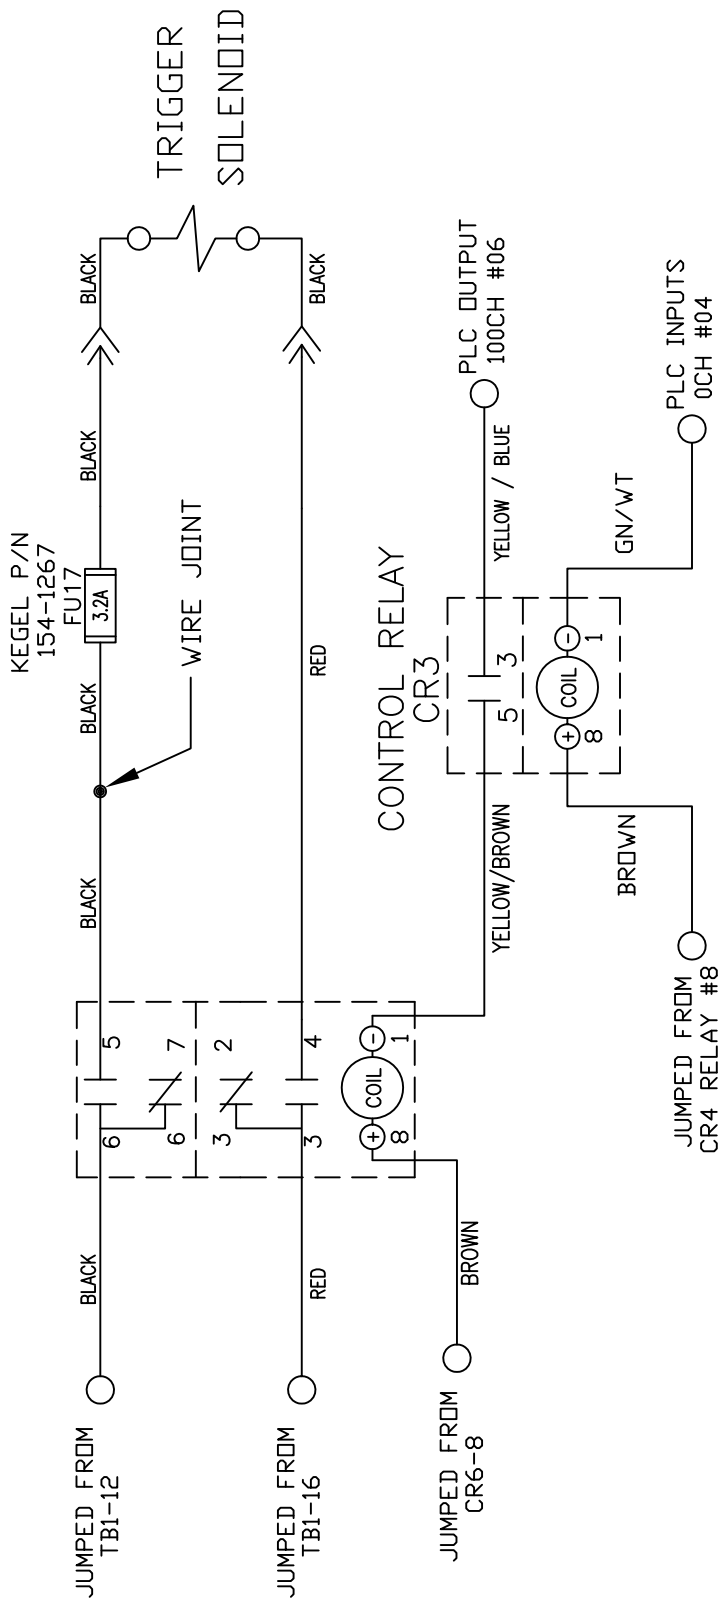 JUMPED FROM
TB1-12
BLACK
6
5
6
7
BLACK
WIRE JOINT
BLACK
KEGEL P/N
154-1267
FU17
3.2A
BLACK
BLACK
TRIGGER
SOLENOID
JUMPED FROM
TB1-16
RED
3
2
3
4
RED
BLACK
JUMPED FROM
CR6-8
BROWN
+
8
COIL
-
1
YELLOW/BROWN
CONTROL RELAY
CR3
5
3
YELLOW / BLUE
PLC OUTPUT
100CH #06
JUMPED FROM
CR4 RELAY #8
BROWN
+
8
COIL
-
1
GN/WT
PLC INPUTS
0CH #04